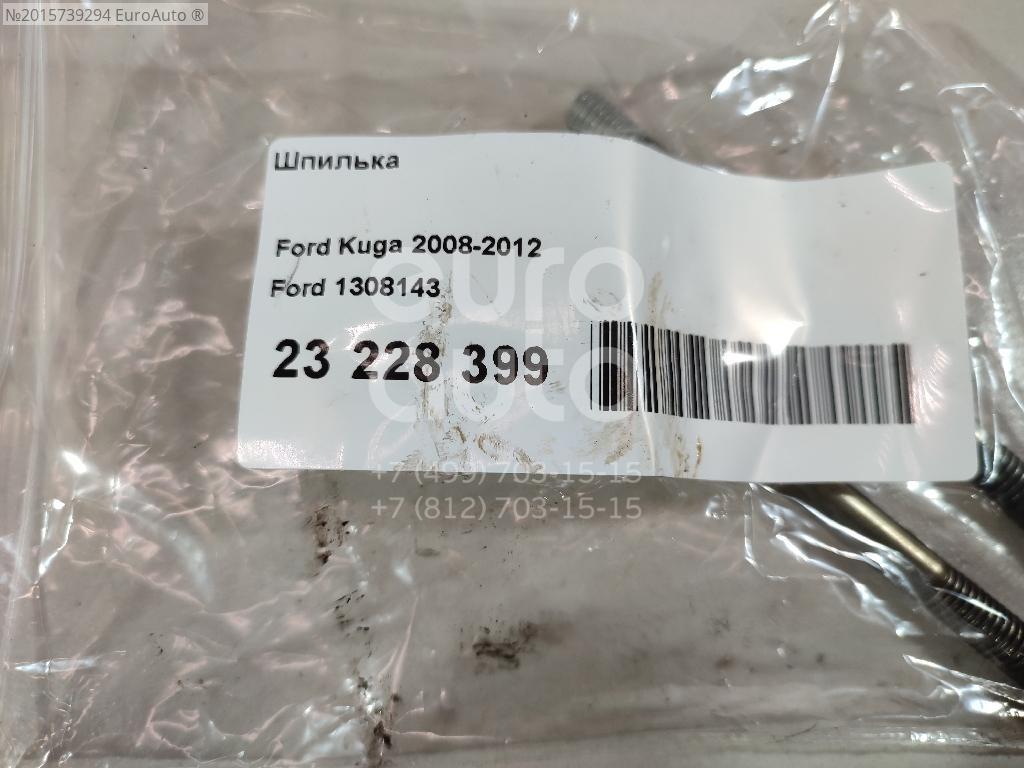 №2015739294 EuroAuto ®
Шпилька
Ford Kuga 2008-2012
Ford 1308143
euro
auto
23 228 399
+7 (499) 703-15-15
+7 (812) 703-15-15